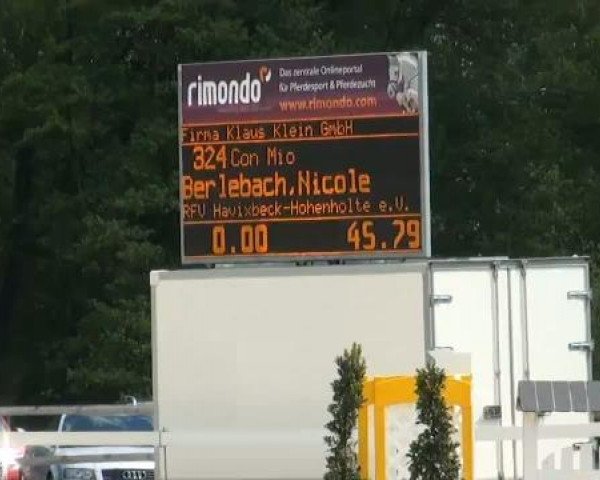 rimondo
Das zentrale Onlineportal
für Pferdesport & Pferdezucht
www.rimondo.com
Firma Klaus Klein GmbH
324 Con Mio
Berlebach,Nicole
RFV Havixbeck-Hohenholte e.V.
0.00 45.79